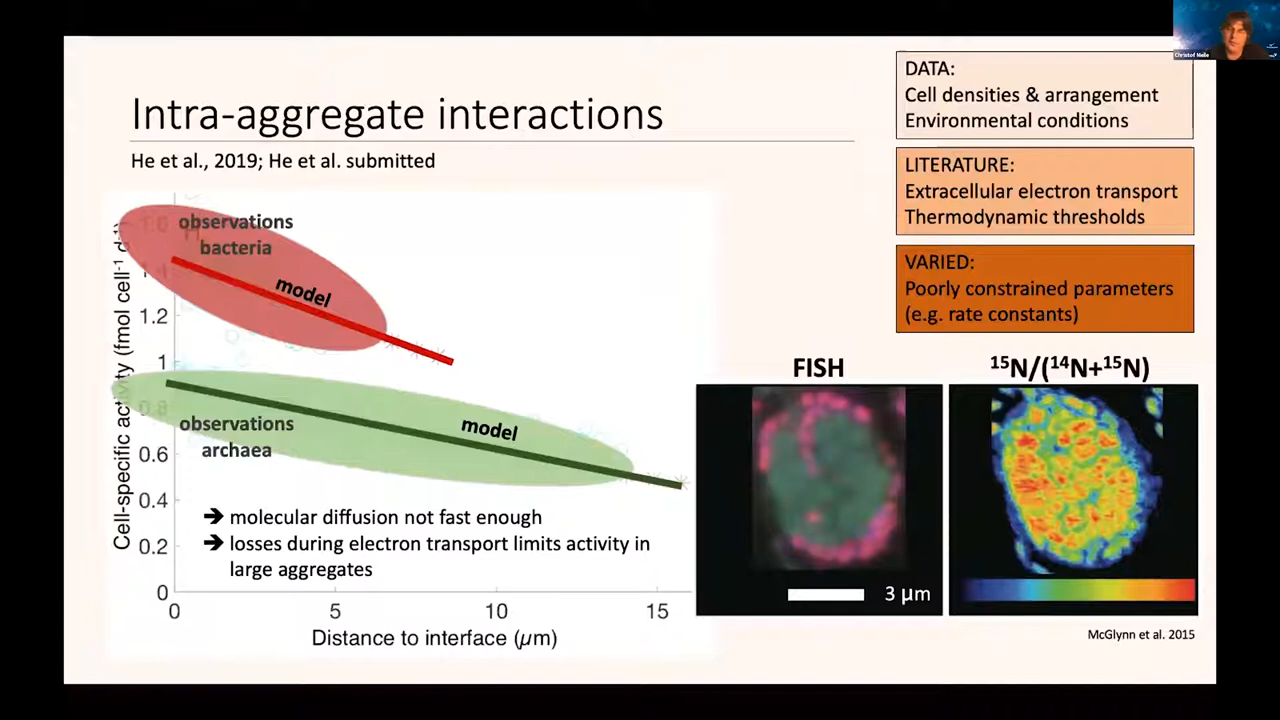 Intra-aggregate interactions
He et al., 2019; He et al. submitted
observations
bacteria
model
observations
archaea
model
➔ molecular diffusion not fast enough
➔ losses during electron transport limits activity in
large aggregates
1.2
1
0.6
0.4
0.2
0
0 5 10 15
Distance to interface (µm)
DATA:
Cell densities & arrangement
Environmental conditions
LITERATURE:
Extracellular electron transport
Thermodynamic thresholds
VARIED:
Poorly constrained parameters
(e.g. rate constants)
FISH
¹⁵N/(¹⁴N+¹⁵N)
3 µm
McGlynn et al. 2015
Cell-specific activity (fmol cell⁻¹